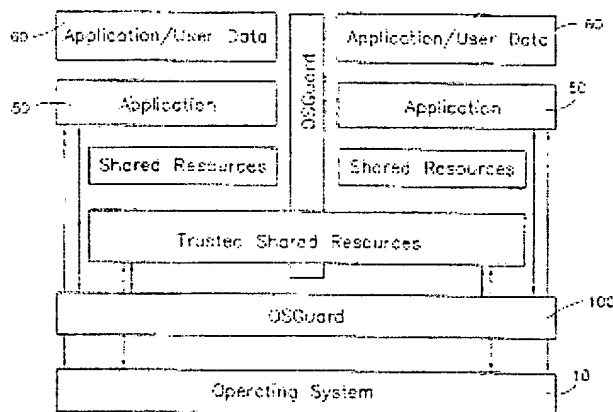 60
Application/User Data
Application/User Data
60
50
Application
OSGuard
Application
50
Shared Resources
Shared Resources
Trusted Shared Resources
OSGuard
100
Operating System
10